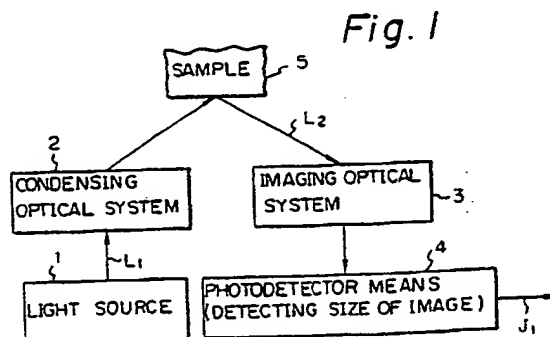 Fig. 1
SAMPLE
5
L2
2
CONDENSING
OPTICAL SYSTEM
IMAGING OPTICAL
SYSTEM
3
1
L1
LIGHT SOURCE
4
PHOTODETECTOR MEANS
(DETECTING SIZE OF IMAGE)
J1